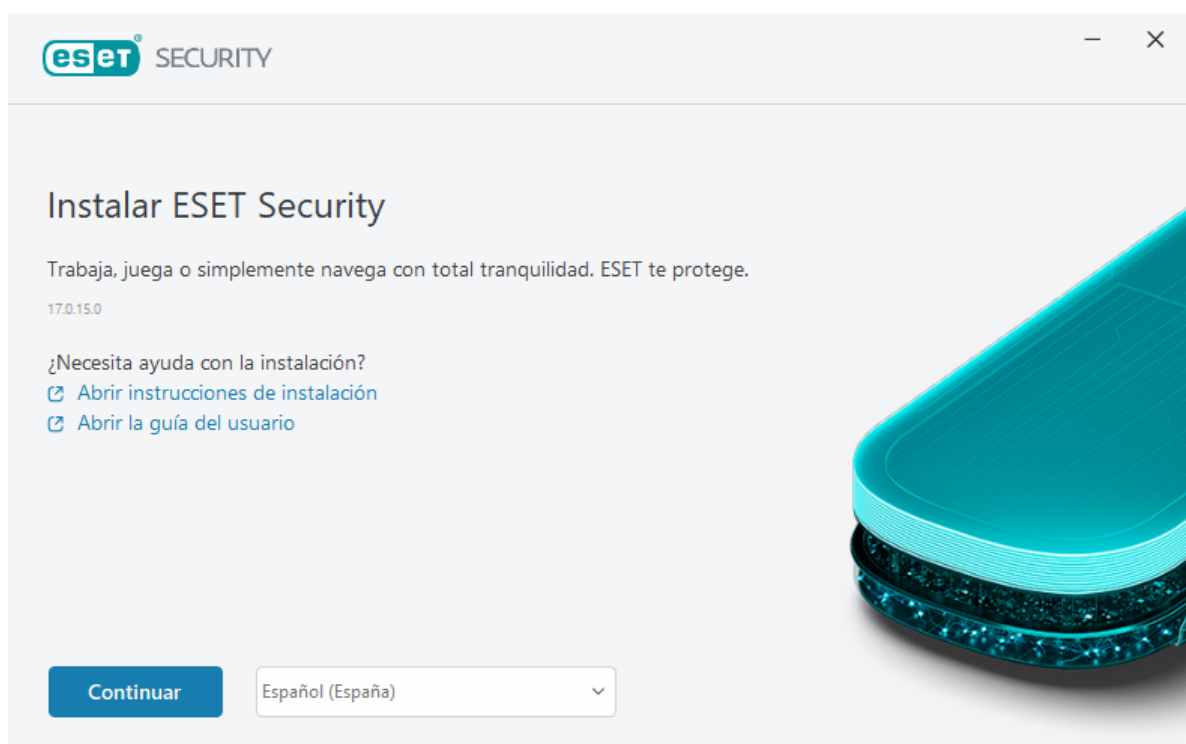 eset® SECURITY
Instalar ESET Security
Trabaja, juega o simplemente navega con total tranquilidad. ESET te protege.
17.0.15.0
¿Necesita ayuda con la instalación?
Abrir instrucciones de instalación
Abrir la guía del usuario
Continuar
Español (España)